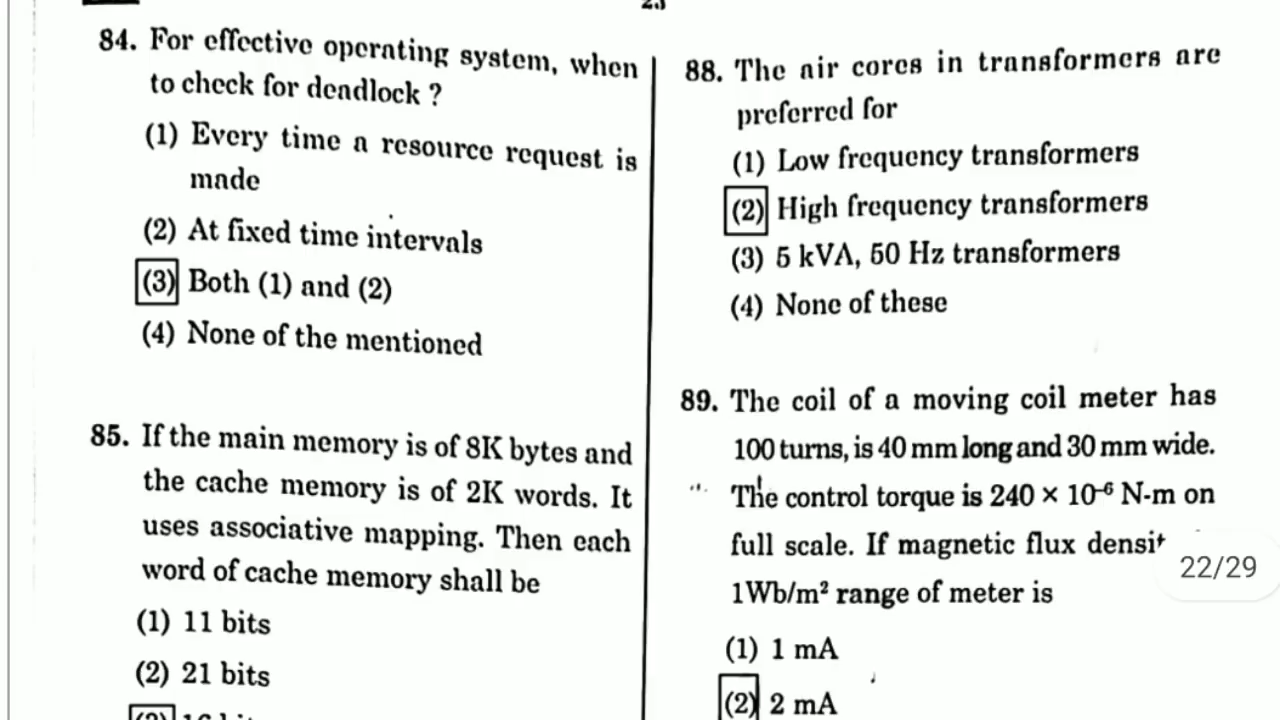 84. For effective operating system, when
to check for deadlock ?
(1) Every time a resource request is
made
(2) At fixed time intervals
(3) Both (1) and (2)
(4) None of the mentioned
85. If the main memory is of 8K bytes and
the cache memory is of 2K words. It
uses associative mapping. Then each
word of cache memory shall be
(1) 11 bits
(2) 21 bits
88. The air cores in transformers are
preferred for
(1) Low frequency transformers
(2) High frequency transformers
(3) 5 kVA, 50 Hz transformers
(4) None of these
89. The coil of a moving coil meter has
100 turns, is 40 mm long and 30 mm wide.
The control torque is 240 × 10⁻⁶ N-m on
full scale. If magnetic flux
1Wb/m² range of meter is
(1) 1 mA
(2) 2 mA
22/29